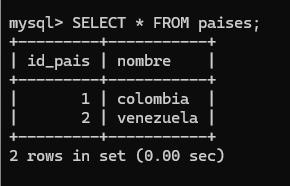 mysql> SELECT * FROM paises;
+---------+-----------+
| id_pais | nombre    |
+---------+-----------+
|       1 | colombia  |
|       2 | venezuela |
+---------+-----------+
2 rows in set (0.00 sec)